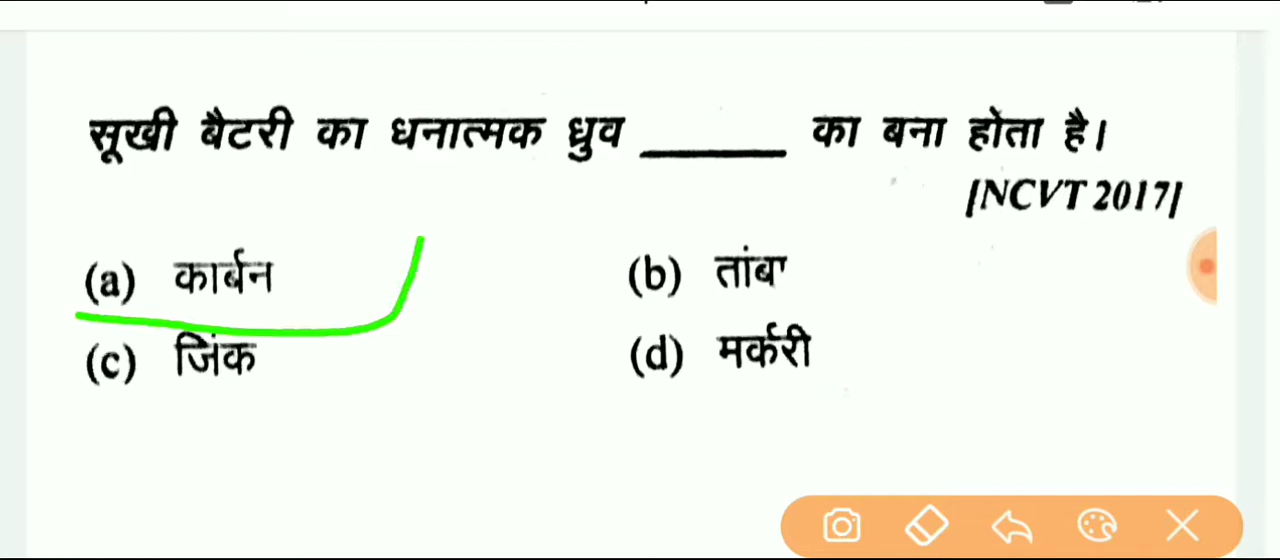 सूखी बैटरी का धनात्मक ध्रुव ______ का बना होता है।
[NCVT 2017]
(a) कार्बन (b) तांबा
(c) जिंक (d) मर्करी